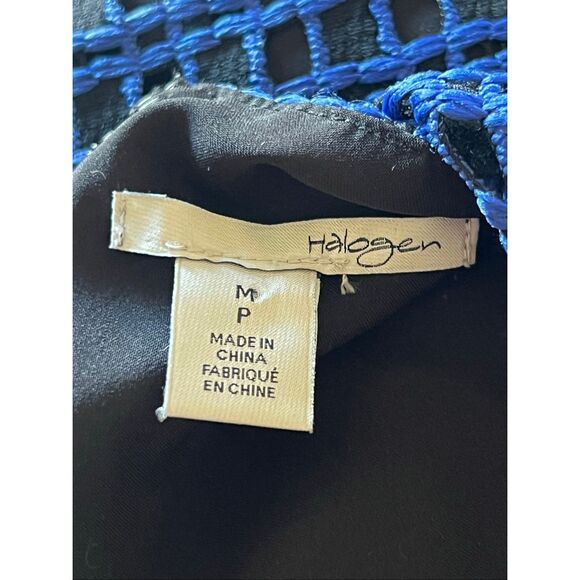 Halogen
M
P
MADE IN
CHINA
FABRIQUÉ
EN CHINE